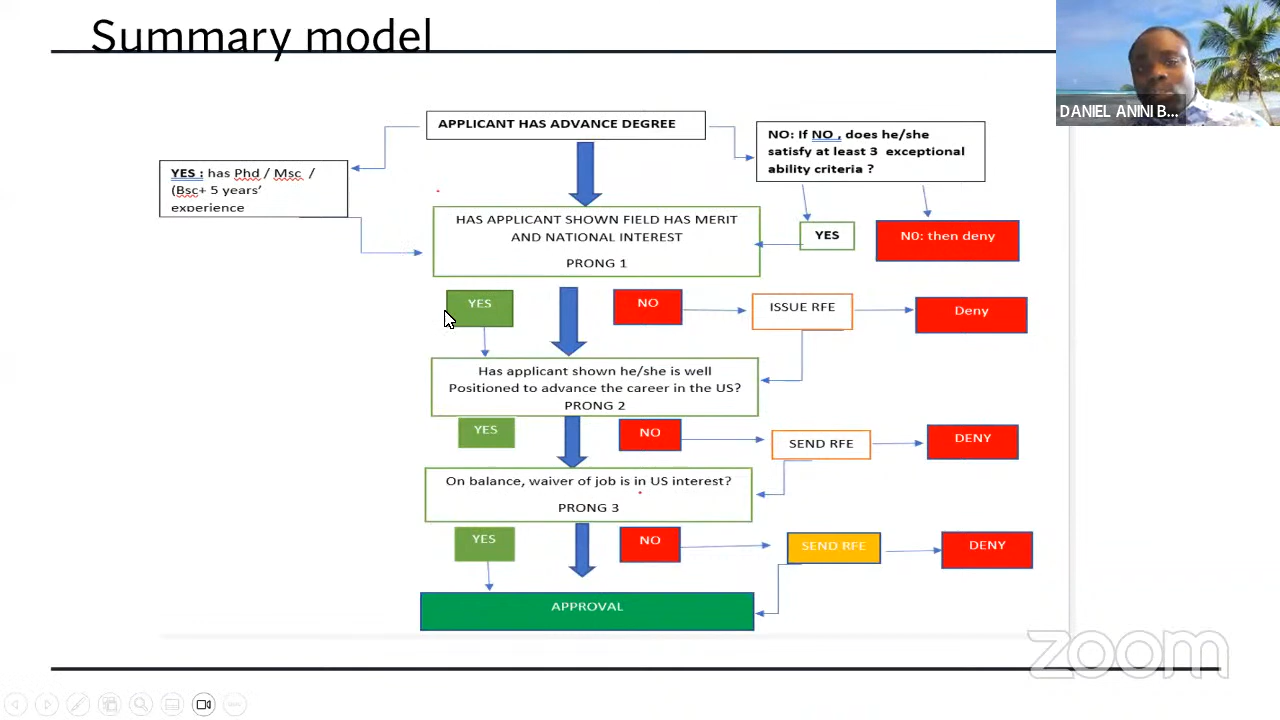 Summary model
DANIEL ANINI B...
APPLICANT HAS ADVANCE DEGREE
NO: If NO , does he/she
satisfy at least 3 exceptional
ability criteria ?
YES : has Phd / Msc /
(Bsc+ 5 years’
experience
HAS APPLICANT SHOWN FIELD HAS MERIT
AND NATIONAL INTEREST
PRONG 1
YES
N0: then deny
YES
NO
ISSUE RFE
Deny
Has applicant shown he/she is well
Positioned to advance the career in the US?
PRONG 2
YES
NO
SEND RFE
DENY
On balance, waiver of job is in US interest?
PRONG 3
YES
NO
SEND RFE
DENY
APPROVAL
zoom